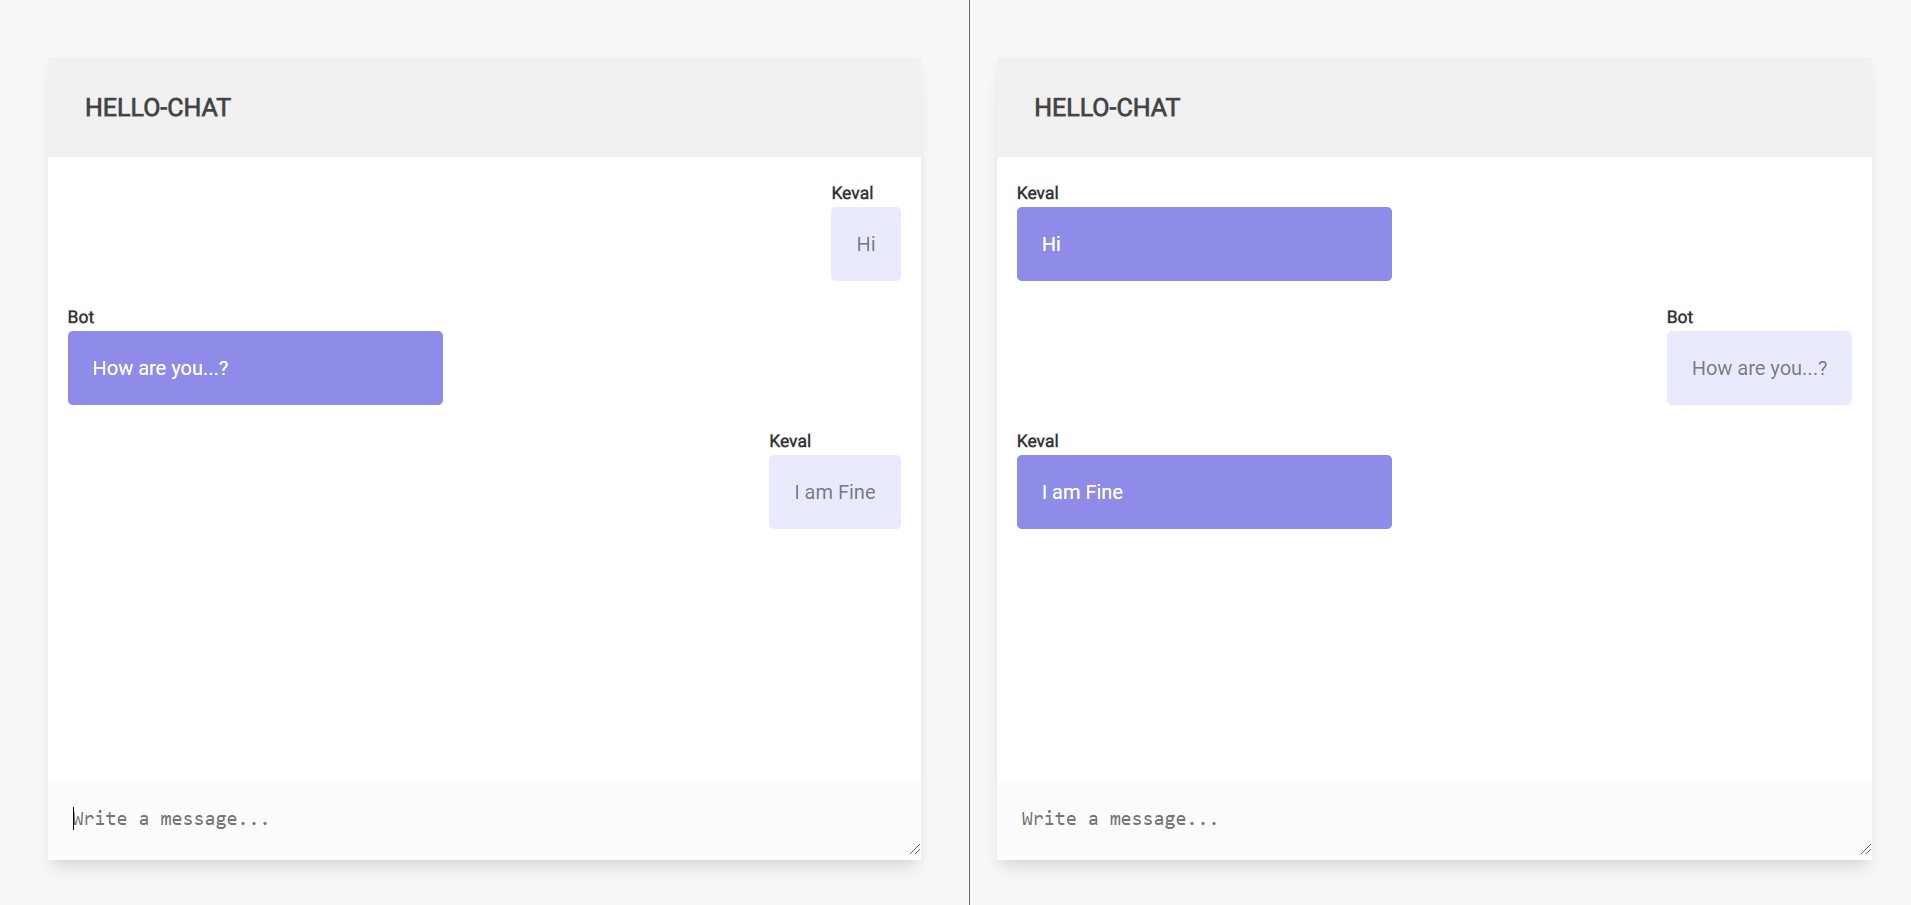 HELLO-CHAT
Keval
Hi
Bot
How are you...?
Keval
I am Fine
Write a message...
HELLO-CHAT
Keval
Hi
Bot
How are you...?
Keval
I am Fine
Write a message...